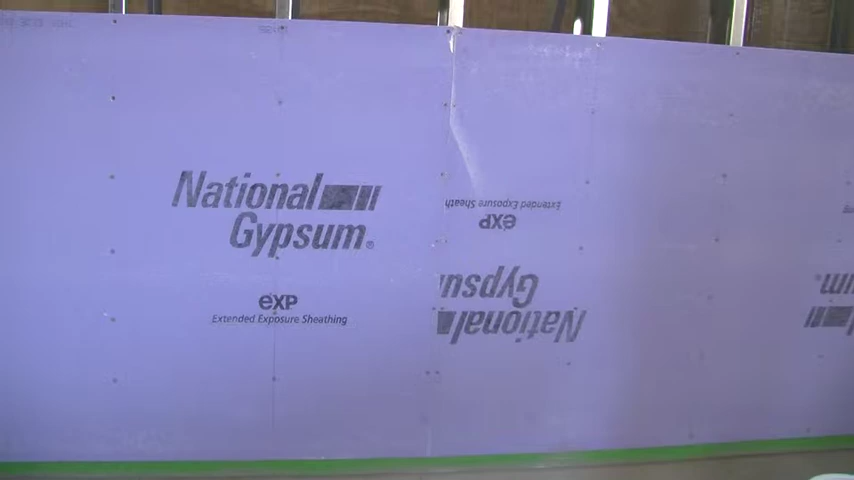 National
Gypsum®
eXP
Extended Exposure Sheathing
Extended Exposure Sheath
eXP
Gypsum
National